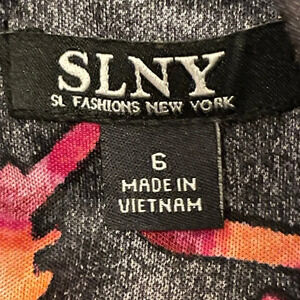 SLNY
SL FASHIONS NEW YORK
6
MADE IN
VIETNAM